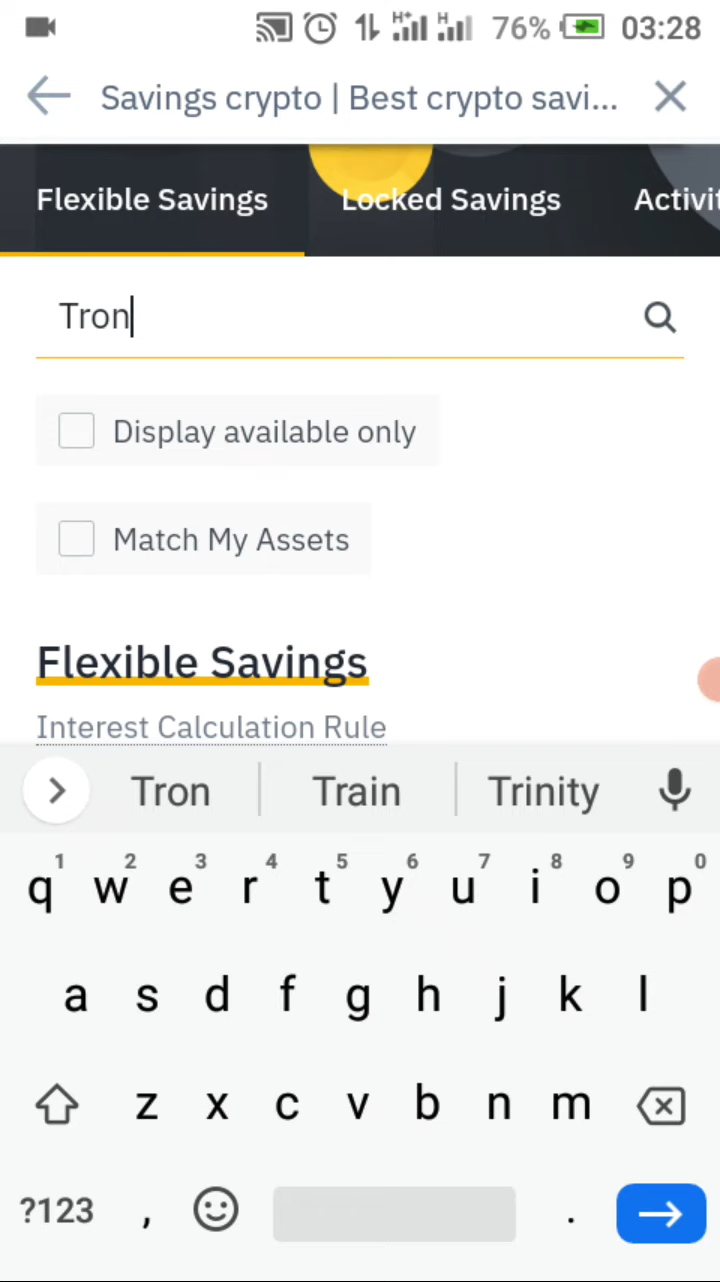 H+ H 76% 03:28
Savings crypto | Best crypto savi...
Flexible Savings Locked Savings Activit
Tron
Display available only
Match My Assets
Flexible Savings
Interest Calculation Rule
Tron Train Trinity
1 2 3 4 5 6 7 8 9 0
q w e r t y u i o p
a s d f g h j k l
z x c v b n m
?123 , .